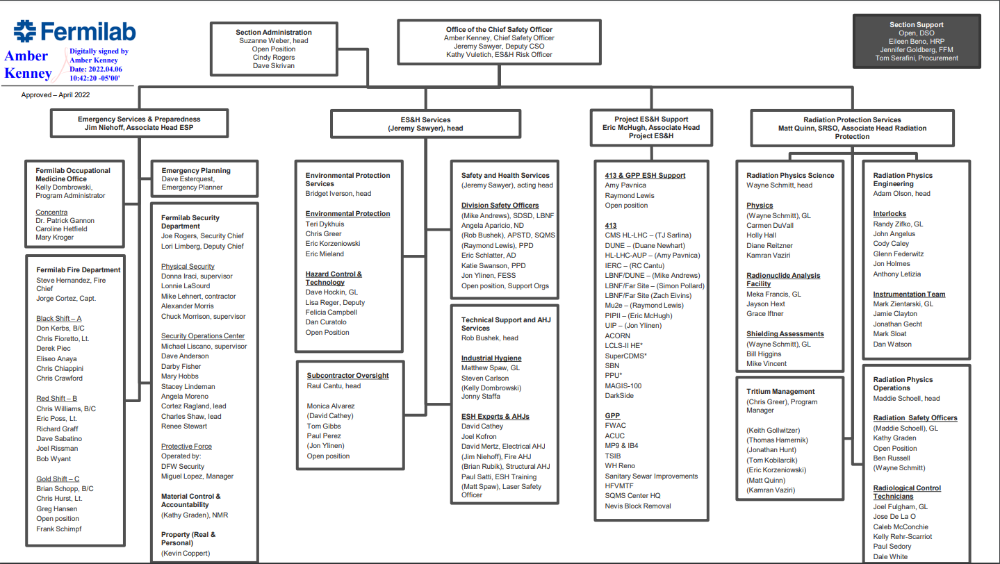 Fermilab
Amber
Kenney
Digitally signed by
Amber Kenney
Date: 2022.04.06
10:42:20 -05'00'
Approved – April 2022
Section Administration
Suzanne Weber, head
Open Position
Cindy Rogers
Dave Skrivan
Office of the Chief Safety Officer
Amber Kenney, Chief Safety Officer
Jeremy Sawyer, Deputy CSO
Kathy Vuletich, ES&H Risk Officer
Section Support
Open, DSO
Eileen Beno, HRP
Jennifer Goldberg, FFM
Tom Serafini, Procurement
Emergency Services & Preparedness
Jim Niehoff, Associate Head ESP
ES&H Services
(Jeremy Sawyer), head
Project ES&H Support
Eric McHugh, Associate Head
Project ES&H
Radiation Protection Services
Matt Quinn, SRSO, Associate Head Radiation
Protection
Fermilab Occupational
Medicine Office
Kelly Dombrowski,
Program Administrator
Concentra
Dr. Patrick Gannon
Caroline Hetfield
Mary Kroger
Fermilab Fire Department
Steve Hernandez, Fire
Chief
Jorge Cortez, Capt.
Black Shift – A
Don Kerbs, B/C
Chris Fioretto, Lt.
Derek Piec
Eliseo Anaya
Chris Chiappini
Chris Crawford
Red Shift – B
Chris Williams, B/C
Eric Poss, Lt.
Richard Graff
Dave Sabatino
Joel Rissman
Bob Wyant
Gold Shift – C
Brian Schopp, B/C
Chris Hurst, Lt.
Greg Hansen
Open position
Frank Schimpf
Emergency Planning
Dave Esterquest,
Emergency Planner
Fermilab Security
Department
Joe Rogers, Security Chief
Lori Limberg, Deputy Chief
Physical Security
Donna Iraci, supervisor
Lonnie LaSourd
Mike Lehnert, contractor
Alexander Morris
Chuck Morrison, supervisor
Security Operations Center
Michael Liscano, supervisor
Dave Anderson
Darby Fisher
Mary Hobbs
Stacey Lindeman
Angela Moreno
Cortez Ragland, lead
Charles Shaw, lead
Renee Stewart
Protective Force
Operated by:
DFW Security
Miguel Lopez, Manager
Material Control &
Accountability
(Kathy Graden), NMR
Property (Real &
Personal)
(Kevin Coppert)
Environmental Protection
Services
Bridget Iverson, head
Environmental Protection
Teri Dykhuis
Chris Greer
Eric Korzeniowski
Eric Mieland
Hazard Control &
Technology
Dave Hockin, GL
Lisa Reger, Deputy
Felicia Campbell
Dan Curatolo
Open Position
Subcontractor Oversight
Raul Cantu, head
Monica Alvarez
(David Cathey)
Tom Gibbs
Paul Perez
(Jon Ylinen)
Open position
Safety and Health Services
(Jeremy Sawyer), acting head
Division Safety Officers
(Mike Andrews), SDSD, LBNF
Angela Aparicio, ND
(Rob Bushek), APSTD, SQMS
(Raymond Lewis), PPD
Eric Schlatter, AD
Katie Swanson, PPD
Jon Ylinen, FESS
Open position, Support Orgs
Technical Support and AHJ
Services
Rob Bushek, head
Industrial Hygiene
Matthew Spaw, GL
Steven Carlson
(Kelly Dombrowski)
Jonny Staffa
ESH Experts & AHJs
David Cathey
Joel Kofron
David Mertz, Electrical AHJ
(Jim Niehoff), Fire AHJ
(Brian Rubik), Structural AHJ
Paul Satti, ESH Training
(Matt Spaw), Laser Safety
Officer
413 & GPP ESH Support
Amy Pavnica
Raymond Lewis
Open position
413
CMS HL-LHC – (TJ Sarlina)
DUNE – (Duane Newhart)
HL-LHC-AUP – (Amy Pavnica)
IERC – (RC Cantu)
LBNF/DUNE – (Mike Andrews)
LBNF/Far Site – (Simon Pollard)
LBNF/Far Site (Zach Eivins)
Mu2e – (Raymond Lewis)
PIPII – (Eric McHugh)
UIP – (Jon Ylinen)
ACORN
LCLS-II HE*
SuperCDMS*
SBN
PPU*
MAGIS-100
DarkSide
GPP
FWAC
ACUC
MP9 & IB4
TSIB
WH Reno
Sanitary Sewar Improvements
HFVMTF
SQMS Center HQ
Nevis Block Removal
Radiation Physics Science
Wayne Schmitt, head
Physics
(Wayne Schmitt), GL
Carmen DuVall
Holly Hall
Diane Reitzner
Kamran Vaziri
Radionuclide Analysis
Facility
Meka Francis, GL
Jayson Hext
Grace Iftner
Shielding Assessments
(Wayne Schmitt), GL
Bill Higgins
Mike Vincent
Tritium Management
(Chris Greer), Program
Manager
(Keith Gollwitzer)
(Thomas Hamernik)
(Jonathan Hunt)
(Tom Kobilarcik)
(Eric Korzeniowski)
(Matt Quinn)
(Kamran Vaziri)
Radiation Physics
Engineering
Adam Olson, head
Interlocks
Randy Zifko, GL
John Angelus
Cody Caley
Glenn Federwitz
Jon Holmes
Anthony Letizia
Instrumentation Team
Mark Zientarski, GL
Jamie Clayton
Jonathan Gecht
Mark Sloat
Dan Watson
Radiation Physics
Operations
Maddie Schoell, head
Radiation Safety Officers
(Maddie Schoell), GL
Kathy Graden
Open Position
Ben Russell
(Wayne Schmitt)
Radiological Control
Technicians
Joel Fulgham, GL
Jose De La O
Caleb McConchie
Kelly Rehr-Scarriot
Paul Sedory
Dale White